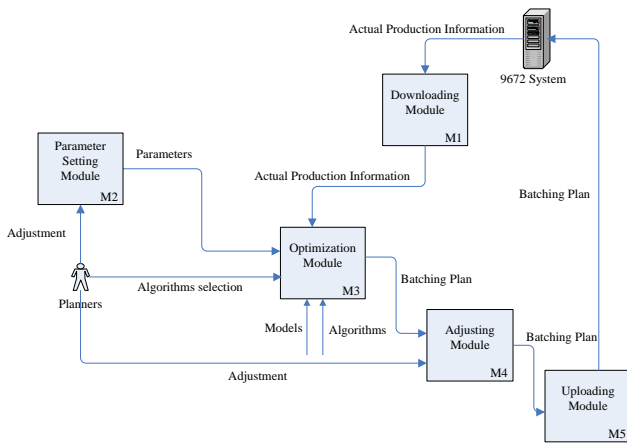 Actual Production Information
9672 System
Downloading
Module
M1
Parameter
Setting
Module
M2
Parameters
Actual Production Information
Batching Plan
Adjustment
Optimization
Module
M3
Planners
Algorithms selection
Batching Plan
Models
Algorithms
Adjusting
Module
M4
Batching Plan
Adjustment
Uploading
Module
M5